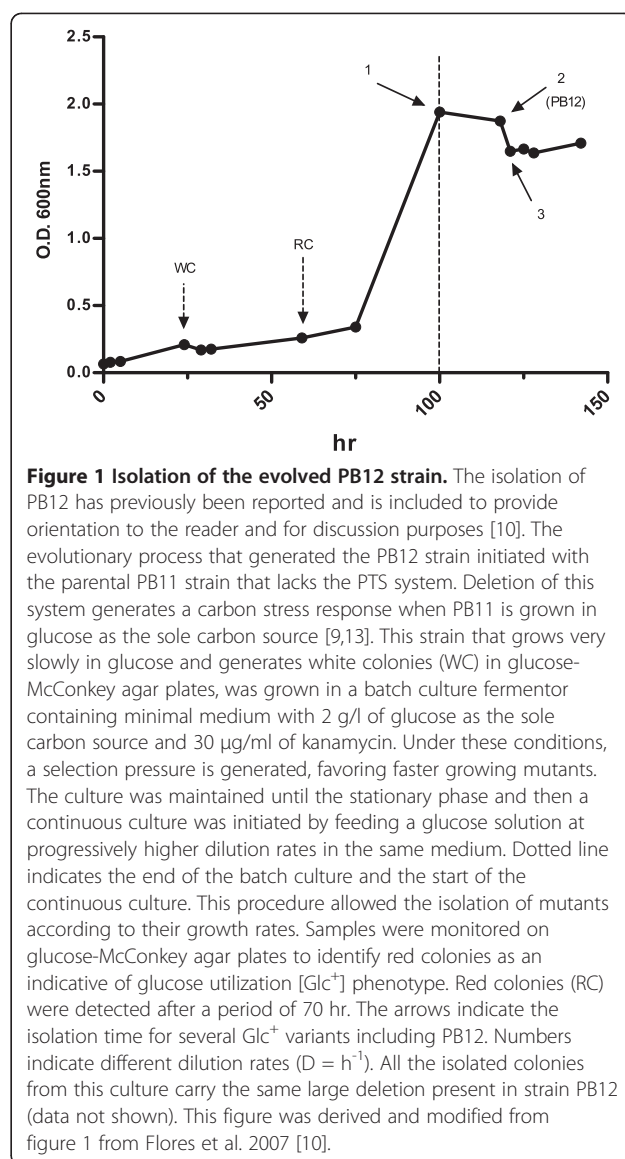 2.5
2.0
1.5
1.0
0.5
0.0
O.D. 600nm
WC
RC
1
2
(PB12)
3
0
50
100
150
hr
Figure 1 Isolation of the evolved PB12 strain. The isolation of
PB12 has previously been reported and is included to provide
orientation to the reader and for discussion purposes [10]. The
evolutionary process that generated the PB12 strain initiated with
the parental PB11 strain that lacks the PTS system. Deletion of this
system generates a carbon stress response when PB11 is grown in
glucose as the sole carbon source [9,13]. This strain that grows very
slowly in glucose and generates white colonies (WC) in glucose-
McConkey agar plates, was grown in a batch culture fermentor
containing minimal medium with 2 g/l of glucose as the sole
carbon source and 30 μg/ml of kanamycin. Under these conditions,
a selection pressure is generated, favoring faster growing mutants.
The culture was maintained until the stationary phase and then a
continuous culture was initiated by feeding a glucose solution at
progressively higher dilution rates in the same medium. Dotted line
indicates the end of the batch culture and the start of the
continuous culture. This procedure allowed the isolation of mutants
according to their growth rates. Samples were monitored on
glucose-McConkey agar plates to identify red colonies as an
indicative of glucose utilization [Glc⁺] phenotype. Red colonies (RC)
were detected after a period of 70 hr. The arrows indicate the
isolation time for several Glc⁺ variants including PB12. Numbers
indicate different dilution rates (D = h⁻¹). All the isolated colonies
from this culture carry the same large deletion present in strain PB12
(data not shown). This figure was derived and modified from
figure 1 from Flores et al. 2007 [10].